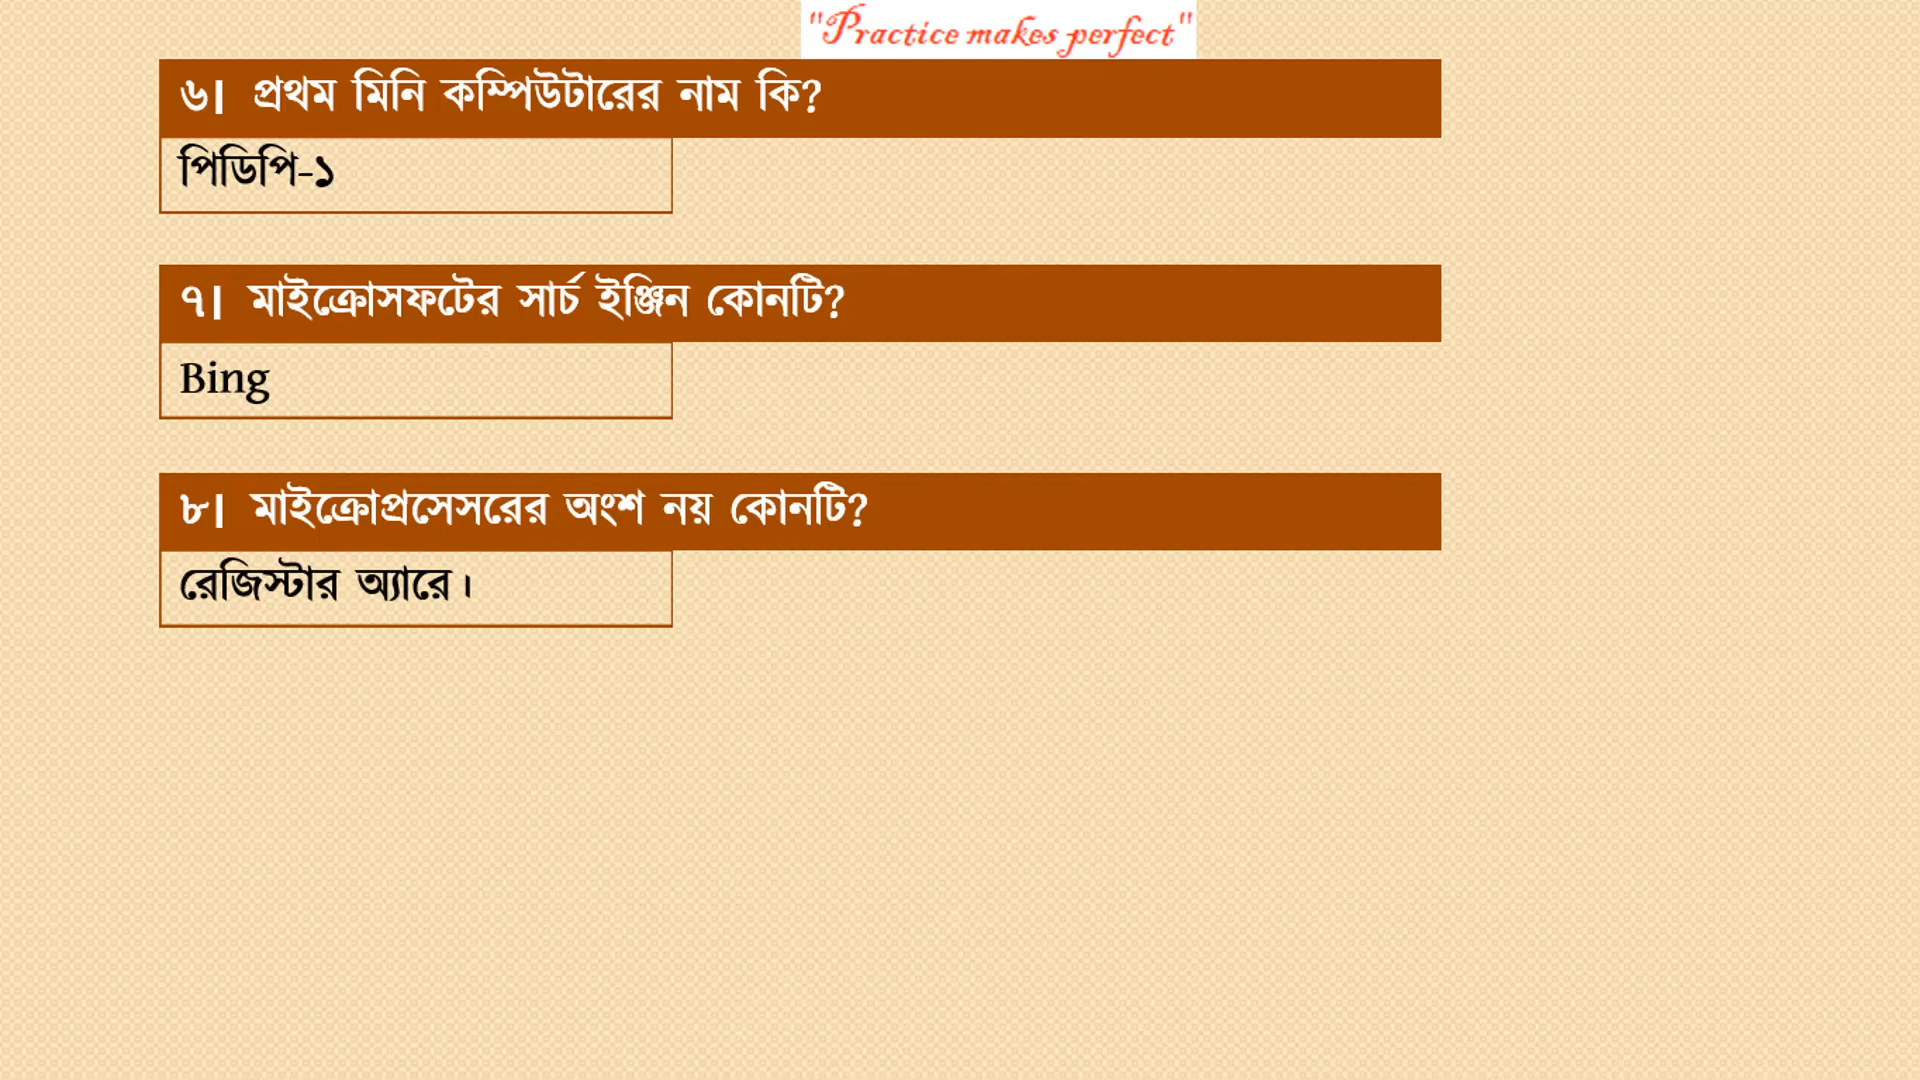 "Practice makes perfect"
৬। প্রথম মিনি কম্পিউটারের নাম কি?
পিডিপি-১
৭। মাইক্রোসফটের সার্চ ইঞ্জিন কোনটি?
Bing
৮। মাইক্রোপ্রসেসরের অংশ নয় কোনটি?
রেজিস্টার অ্যারে।